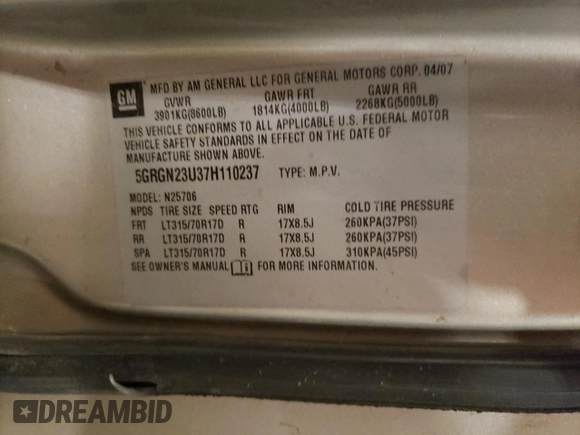 GM
MFD BY AM GENERAL LLC FOR GENERAL MOTORS CORP. 04/07
GVWR GAWR FRT GAWR RR
3901KG(8600LB) 1814KG(4000LB) 2268KG(5000LB)
THIS VEHICLE CONFORMS TO ALL APPLICABLE U.S. FEDERAL MOTOR
VEHICLE SAFETY STANDARDS IN EFFECT ON THE DATE OF
MANUFACTURE SHOWN ABOVE.
5GRGN23U37H110237 TYPE: M.P.V.
MODEL: N25706
NPDS TIRE SIZE SPEED RTG RIM COLD TIRE PRESSURE
FRT LT315/70R17D R 17X8.5J 260KPA(37PSI)
RR LT315/70R17D R 17X8.5J 260KPA(37PSI)
SPA LT315/70R17D R 17X8.5J 310KPA(45PSI)
SEE OWNER'S MANUAL FOR MORE INFORMATION.
DREAMBID